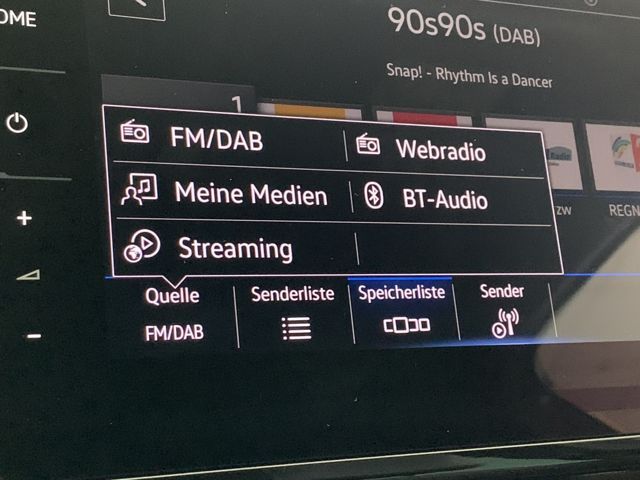 OME
90s90s (DAB)
Snap! - Rhythm Is a Dancer
1
FM/DAB
Webradio
Meine Medien
BT-Audio
Streaming
zw
REGN
Quelle
Senderliste
Speicherliste
Sender
FM/DAB